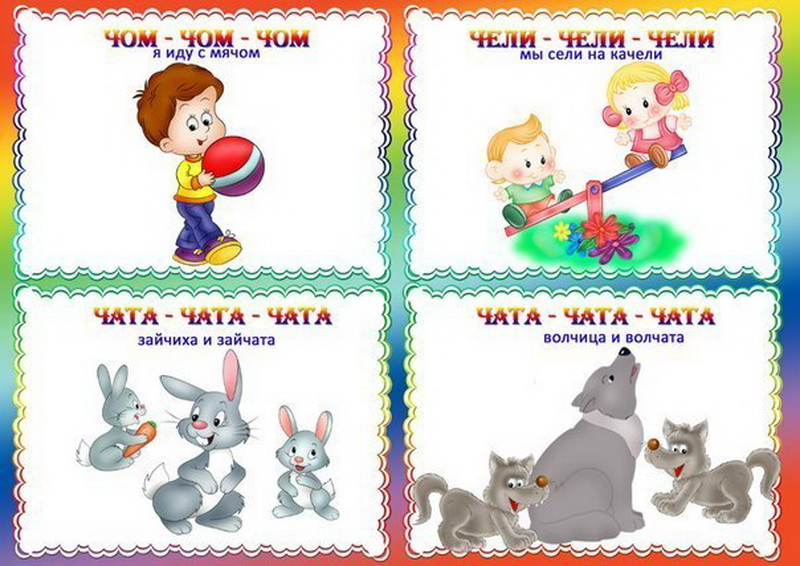 ЧОМ - ЧОМ - ЧОМ
я иду с мячом
ЧЕЛИ - ЧЕЛИ - ЧЕЛИ
мы сели на качели
ЧАТА - ЧАТА - ЧАТА
зайчиха и зайчата
ЧАТА - ЧАТА - ЧАТА
волчица и волчата